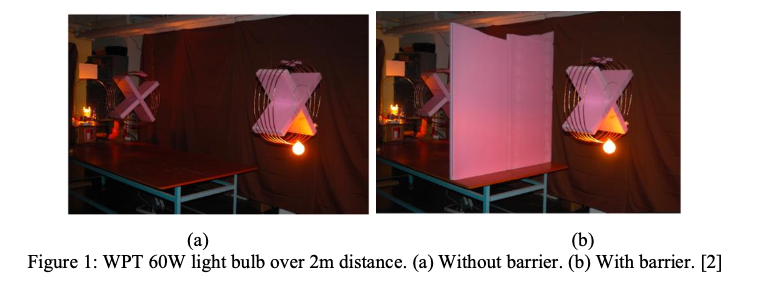 (a) (b)
Figure 1: WPT 60W light bulb over 2m distance. (a) Without barrier. (b) With barrier. [2]